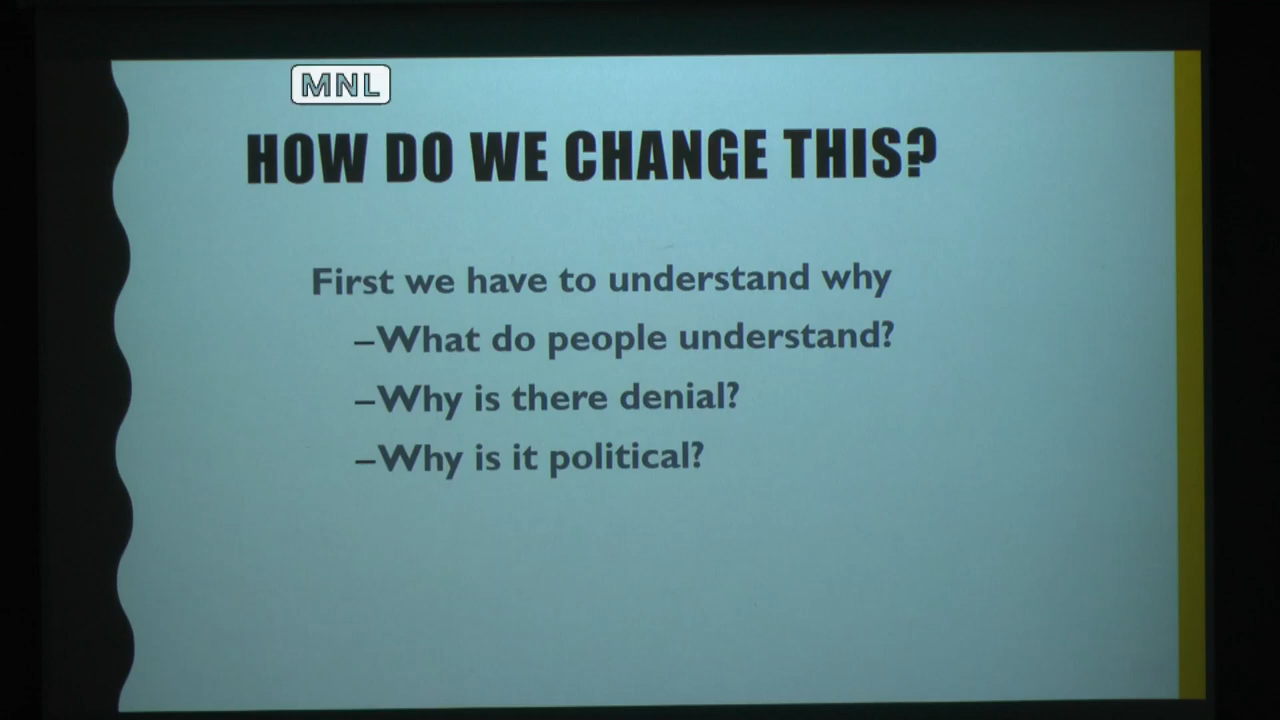 MNL
HOW DO WE CHANGE THIS?
First we have to understand why
–What do people understand?
–Why is there denial?
–Why is it political?